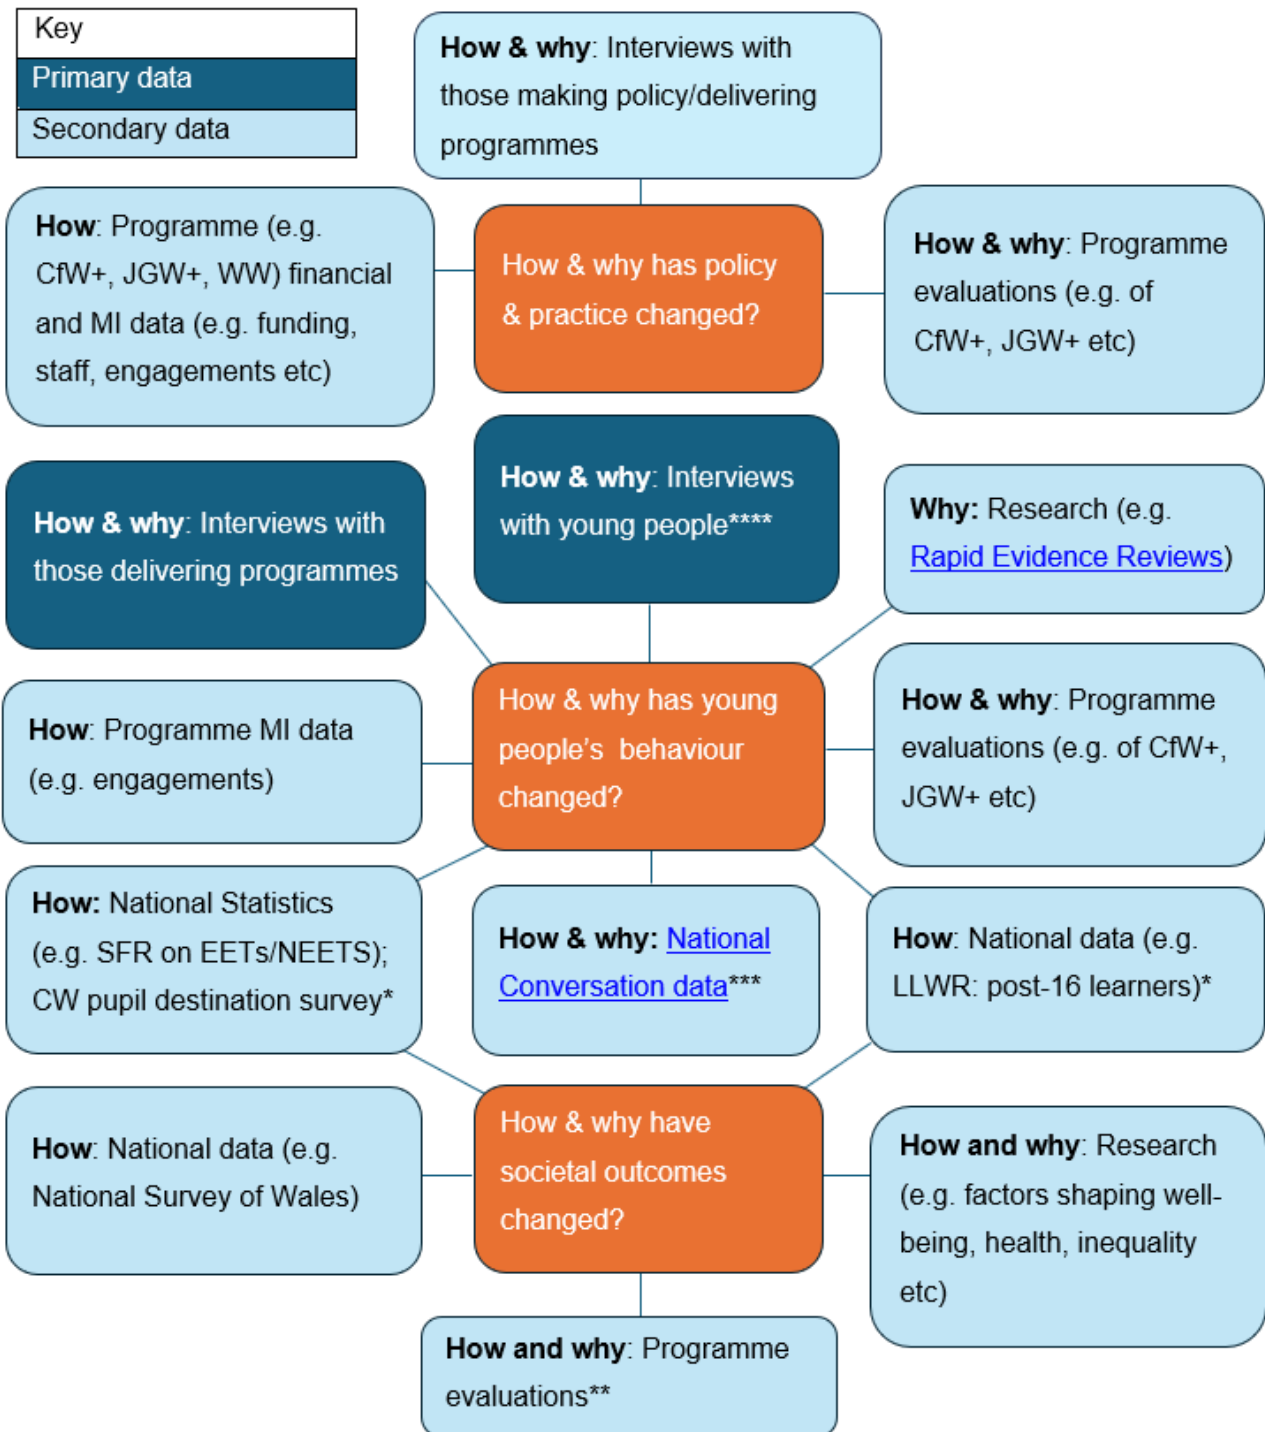 Key
Primary data
Secondary data
How & why: Interviews with
those making policy/delivering
programmes
How: Programme (e.g.
CfW+, JGW+, WW) financial
and MI data (e.g. funding,
staff, engagements etc)
How & why has policy
& practice changed?
How & why: Programme
evaluations (e.g. of
CfW+, JGW+ etc)
How & why: Interviews with
those delivering programmes
How & why: Interviews
with young people****
Why: Research (e.g.
Rapid Evidence Reviews)
How: Programme MI data
(e.g. engagements)
How & why has young
people’s behaviour
changed?
How & why: Programme
evaluations (e.g. of CfW+,
JGW+ etc)
How: National Statistics
(e.g. SFR on EETs/NEETS);
CW pupil destination survey*
How & why: National
Conversation data***
How: National data (e.g.
LLWR: post-16 learners)*
How: National data (e.g.
National Survey of Wales)
How & why have
societal outcomes
changed?
How and why: Research
(e.g. factors shaping well-
being, health, inequality
etc)
How and why: Programme
evaluations**